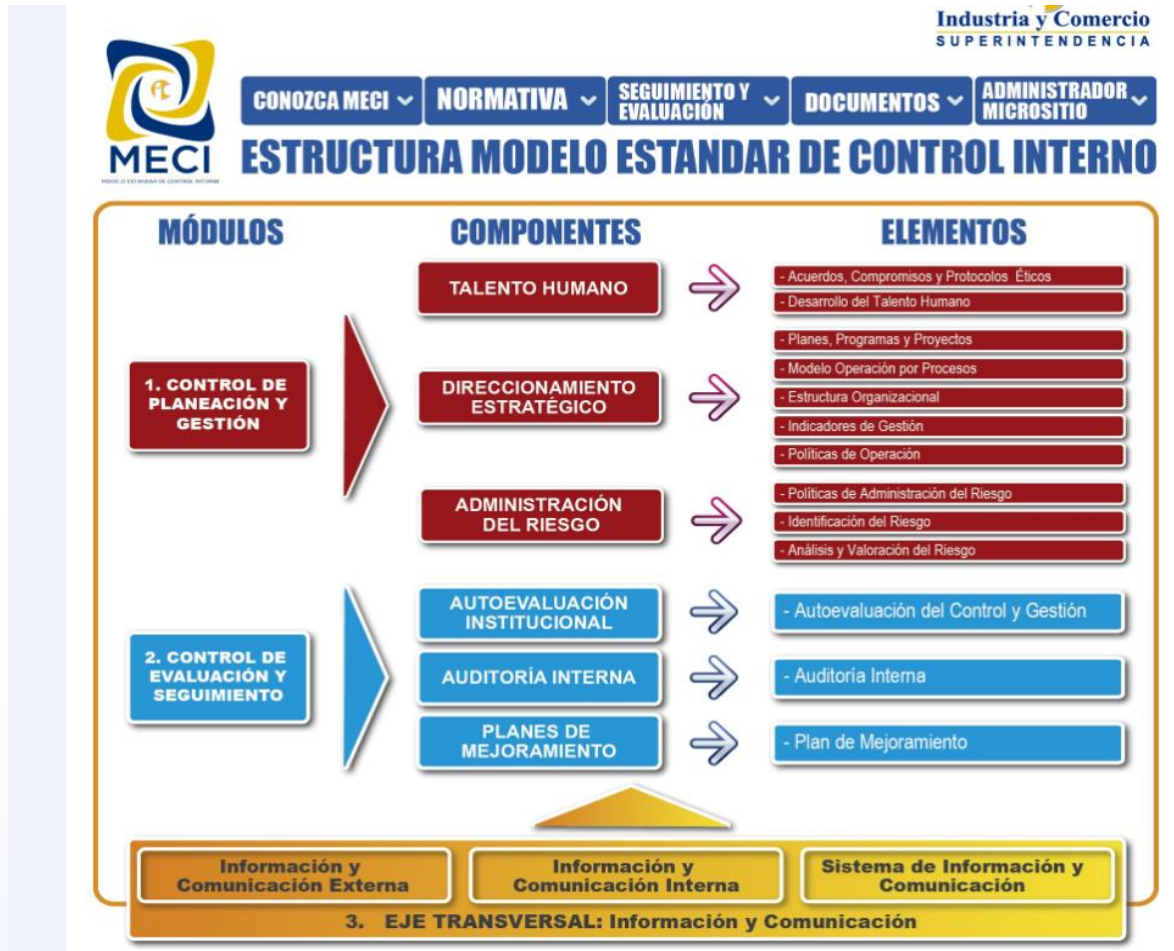 Industria y Comercio
SUPERINTENDENCIA
MECI
MODELO ESTANDAR DE CONTROL INTERNO
CONOZCA MECI
NORMATIVA
SEGUIMIENTO Y
EVALUACIÓN
DOCUMENTOS
ADMINISTRADOR
MICROSITIO
ESTRUCTURA MODELO ESTANDAR DE CONTROL INTERNO
MÓDULOS
COMPONENTES
ELEMENTOS
1. CONTROL DE
PLANEACIÓN Y
GESTIÓN
TALENTO HUMANO
- Acuerdos, Compromisos y Protocolos Éticos
- Desarrollo del Talento Humano
DIRECCIONAMIENTO
ESTRATÉGICO
- Planes, Programas y Proyectos
- Modelo Operación por Procesos
- Estructura Organizacional
- Indicadores de Gestión
- Políticas de Operación
ADMINISTRACIÓN
DEL RIESGO
- Políticas de Administración del Riesgo
- Identificación del Riesgo
- Análisis y Valoración del Riesgo
2. CONTROL DE
EVALUACIÓN Y
SEGUIMIENTO
AUTOEVALUACIÓN
INSTITUCIONAL
- Autoevaluación del Control y Gestión
AUDITORÍA INTERNA
- Auditoría Interna
PLANES DE
MEJORAMIENTO
- Plan de Mejoramiento
Información y
Comunicación Externa
Información y
Comunicación Interna
Sistema de Información y
Comunicación
3. EJE TRANSVERSAL: Información y Comunicación